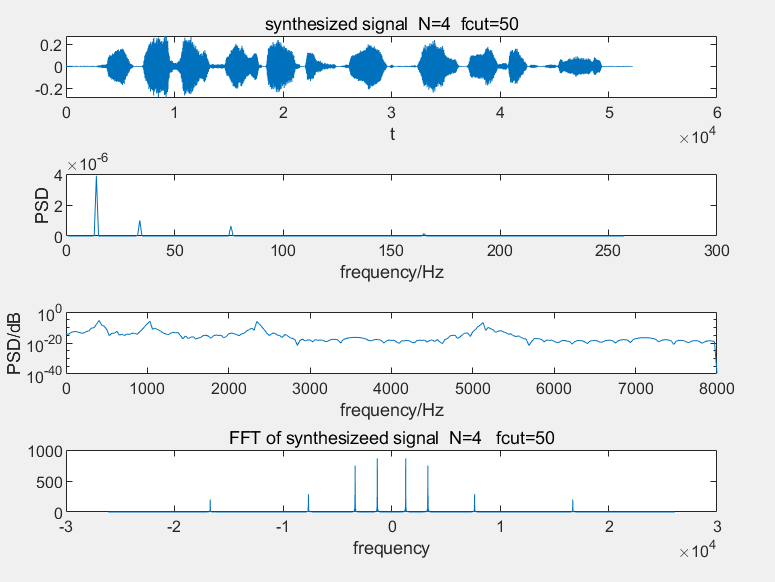 synthesized signal N=4 fcut=50
0.2
0
-0.2
0 1 2 3 4 5 6
t
×10^4
×10^-6
4
2
0
PSD
0 50 100 150 200 250 300
frequency/Hz
10^0
10^-20
10^-40
PSD/dB
0 1000 2000 3000 4000 5000 6000 7000 8000
frequency/Hz
FFT of synthesizeed signal N=4 fcut=50
1000
500
0
-3 -2 -1 0 1 2 3
frequency
×10^4